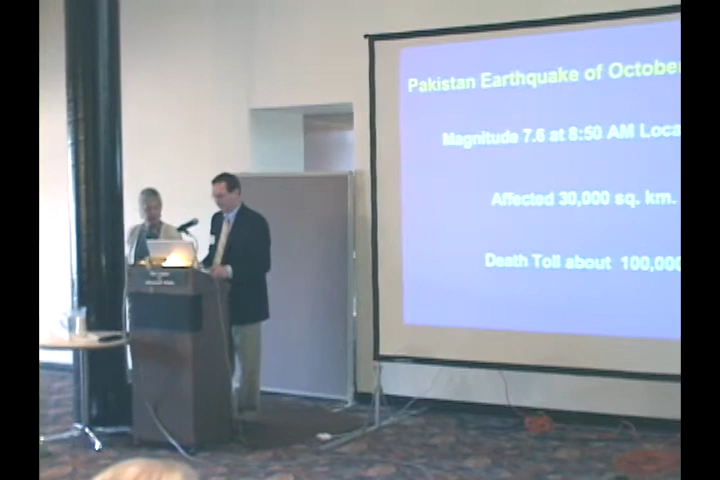 Pakistan Earthquake of October
Magnitude 7.6 at 8:50 AM Loca
Affected 30,000 sq. km.
Death Toll about 100,000